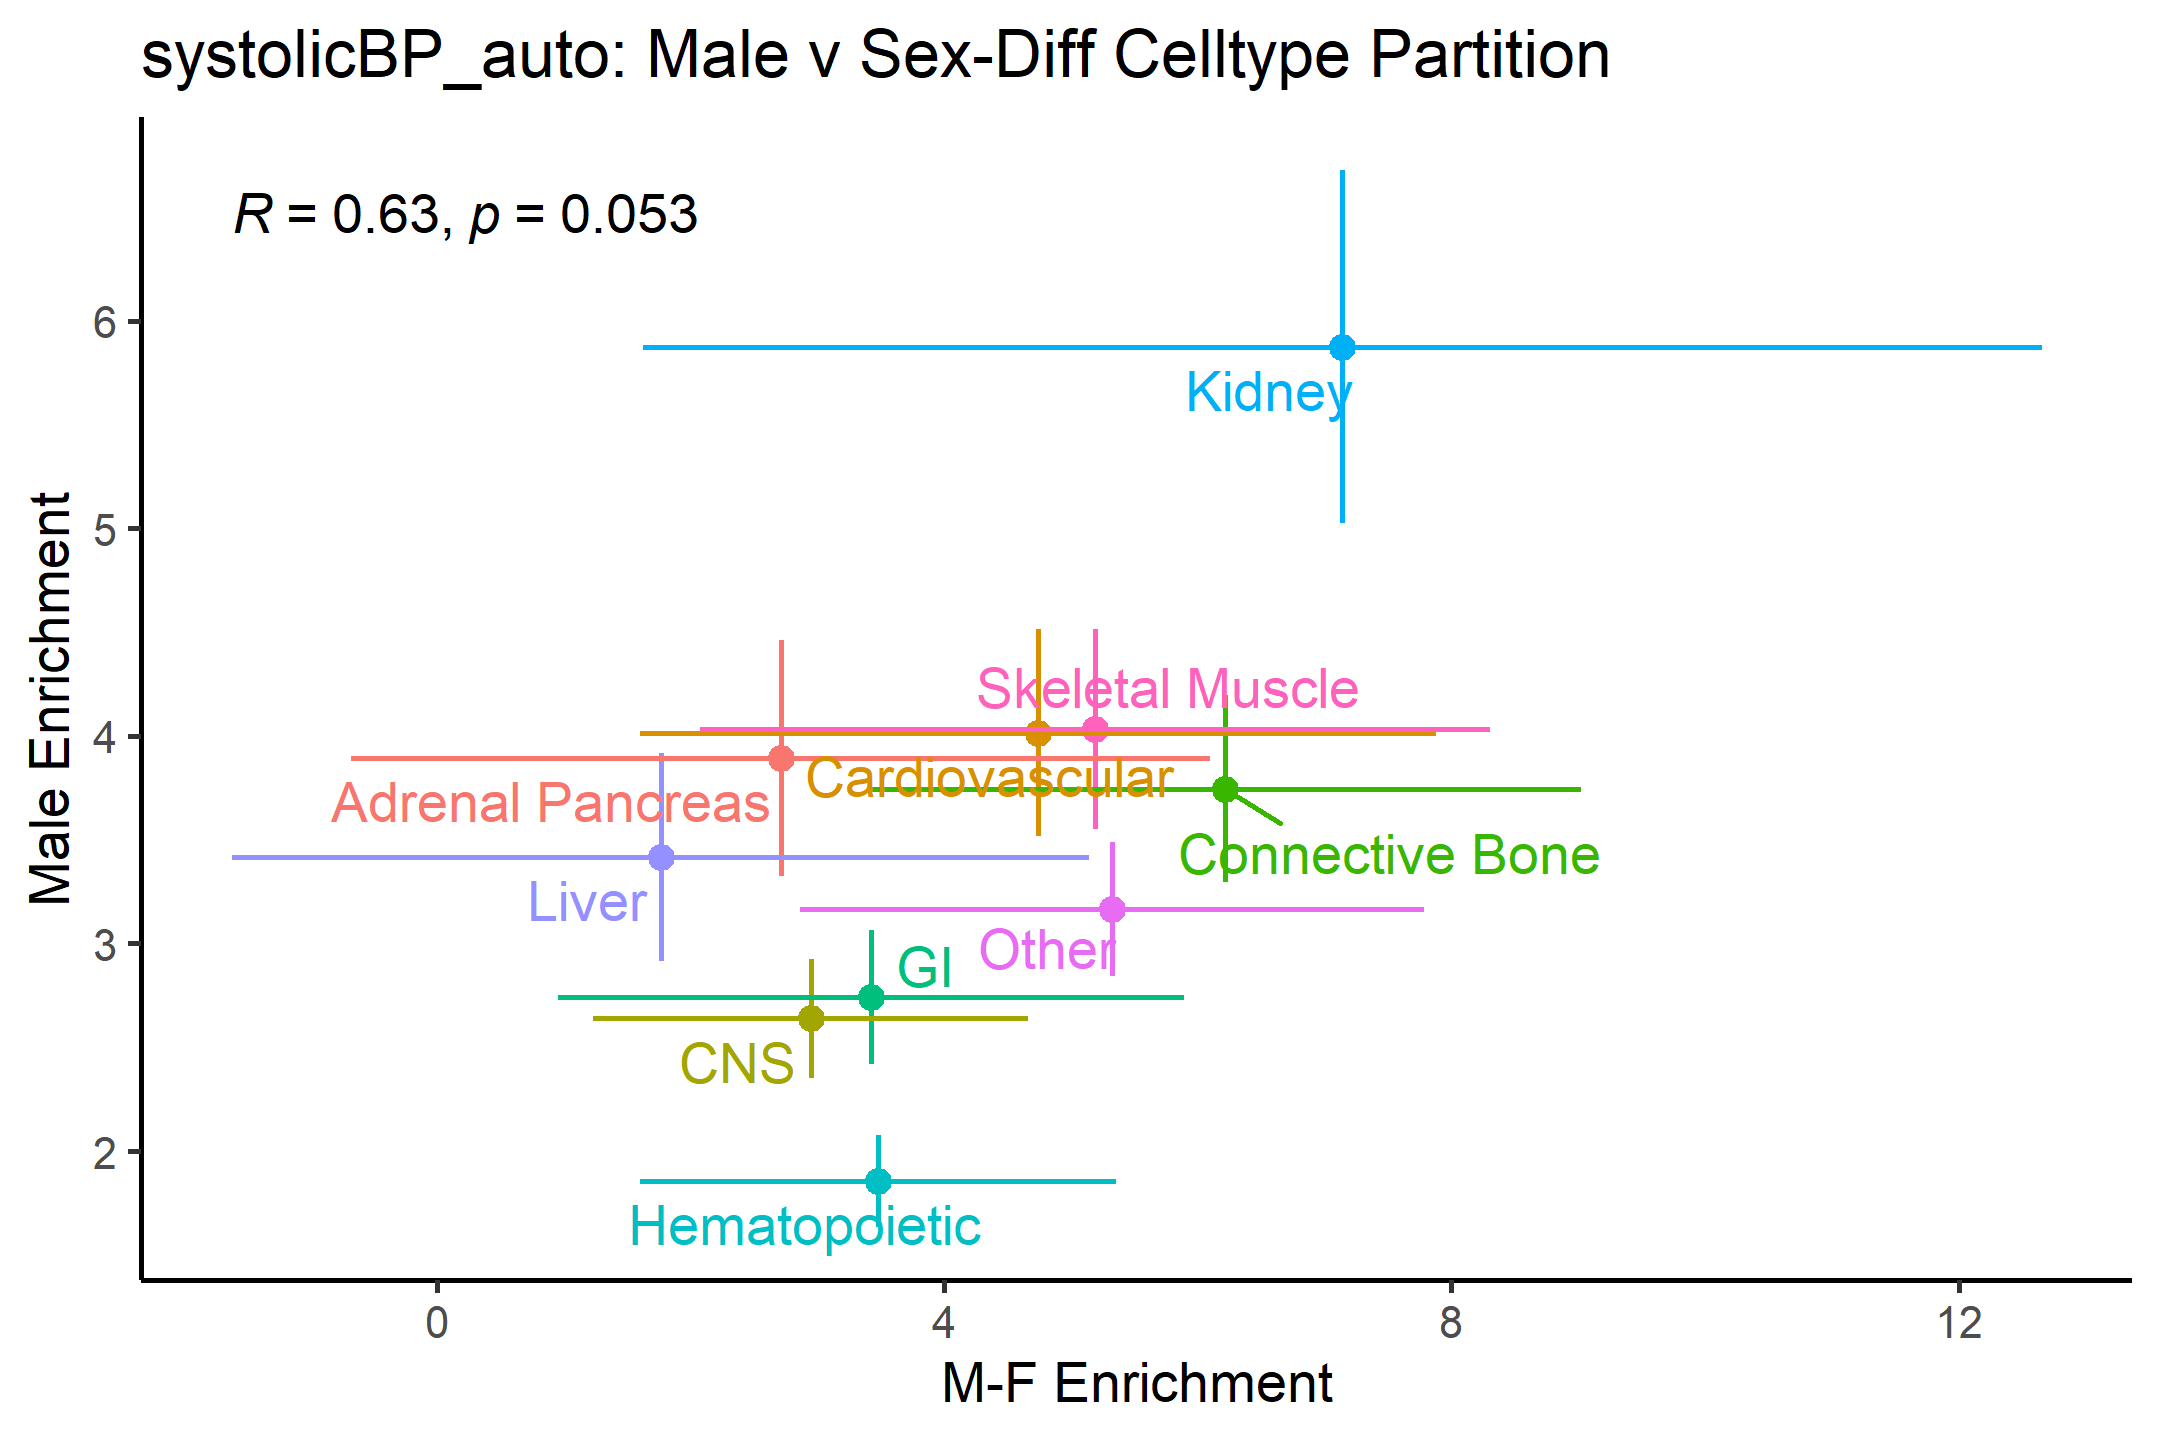 systolicBP_auto: Male v Sex-Diff Celltype Partition
R = 0.63, p = 0.053
Male Enrichment
6
5
4
3
2
Kidney
Skeletal Muscle
Cardiovascular
Adrenal Pancreas
Connective Bone
Liver
Other
GI
CNS
Hematopoietic
0 4 8 12
M-F Enrichment